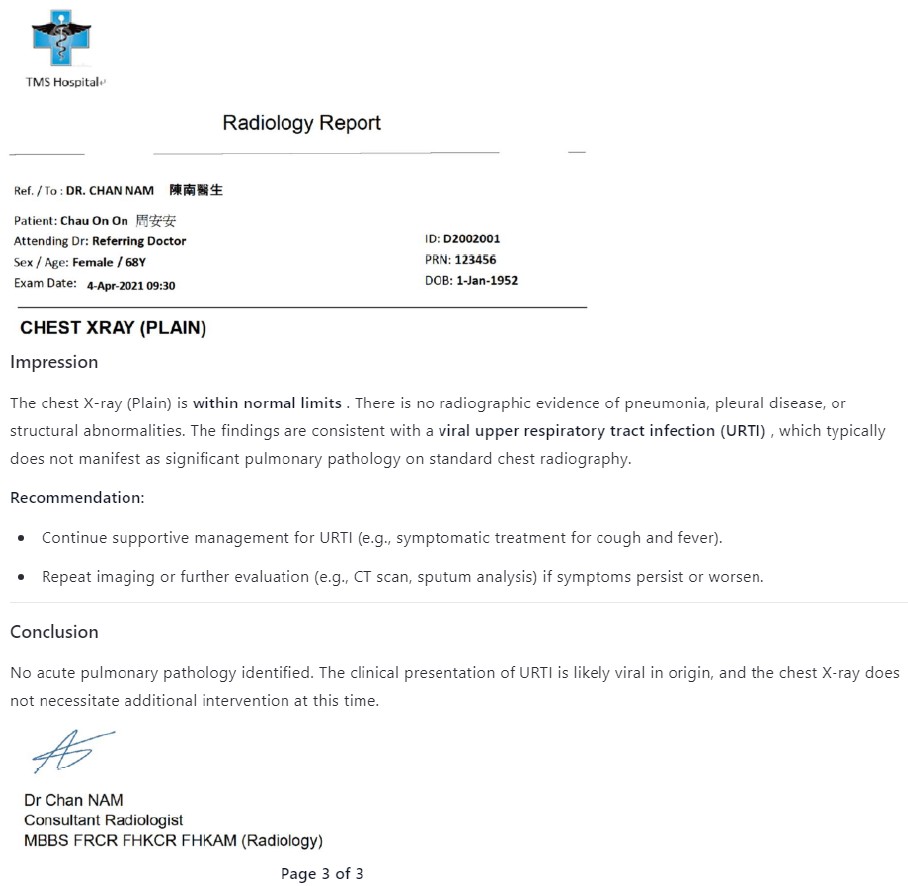 TMS Hospital
Radiology Report
Ref. / To : DR. CHAN NAM 陳南醫生
Patient: Chau On On 周安安
Attending Dr: Referring Doctor
ID: D2002001
Sex / Age: Female / 68Y
PRN: 123456
Exam Date: 4-Apr-2021 09:30
DOB: 1-Jan-1952
CHEST XRAY (PLAIN)
Impression
The chest X-ray (Plain) is within normal limits . There is no radiographic evidence of pneumonia, pleural disease, or
structural abnormalities. The findings are consistent with a viral upper respiratory tract infection (URTI) , which typically
does not manifest as significant pulmonary pathology on standard chest radiography.
Recommendation:
• Continue supportive management for URTI (e.g., symptomatic treatment for cough and fever).
• Repeat imaging or further evaluation (e.g., CT scan, sputum analysis) if symptoms persist or worsen.
Conclusion
No acute pulmonary pathology identified. The clinical presentation of URTI is likely viral in origin, and the chest X-ray does
not necessitate additional intervention at this time.
Dr Chan NAM
Consultant Radiologist
MBBS FRCR FHKCR FHKAM (Radiology)
Page 3 of 3